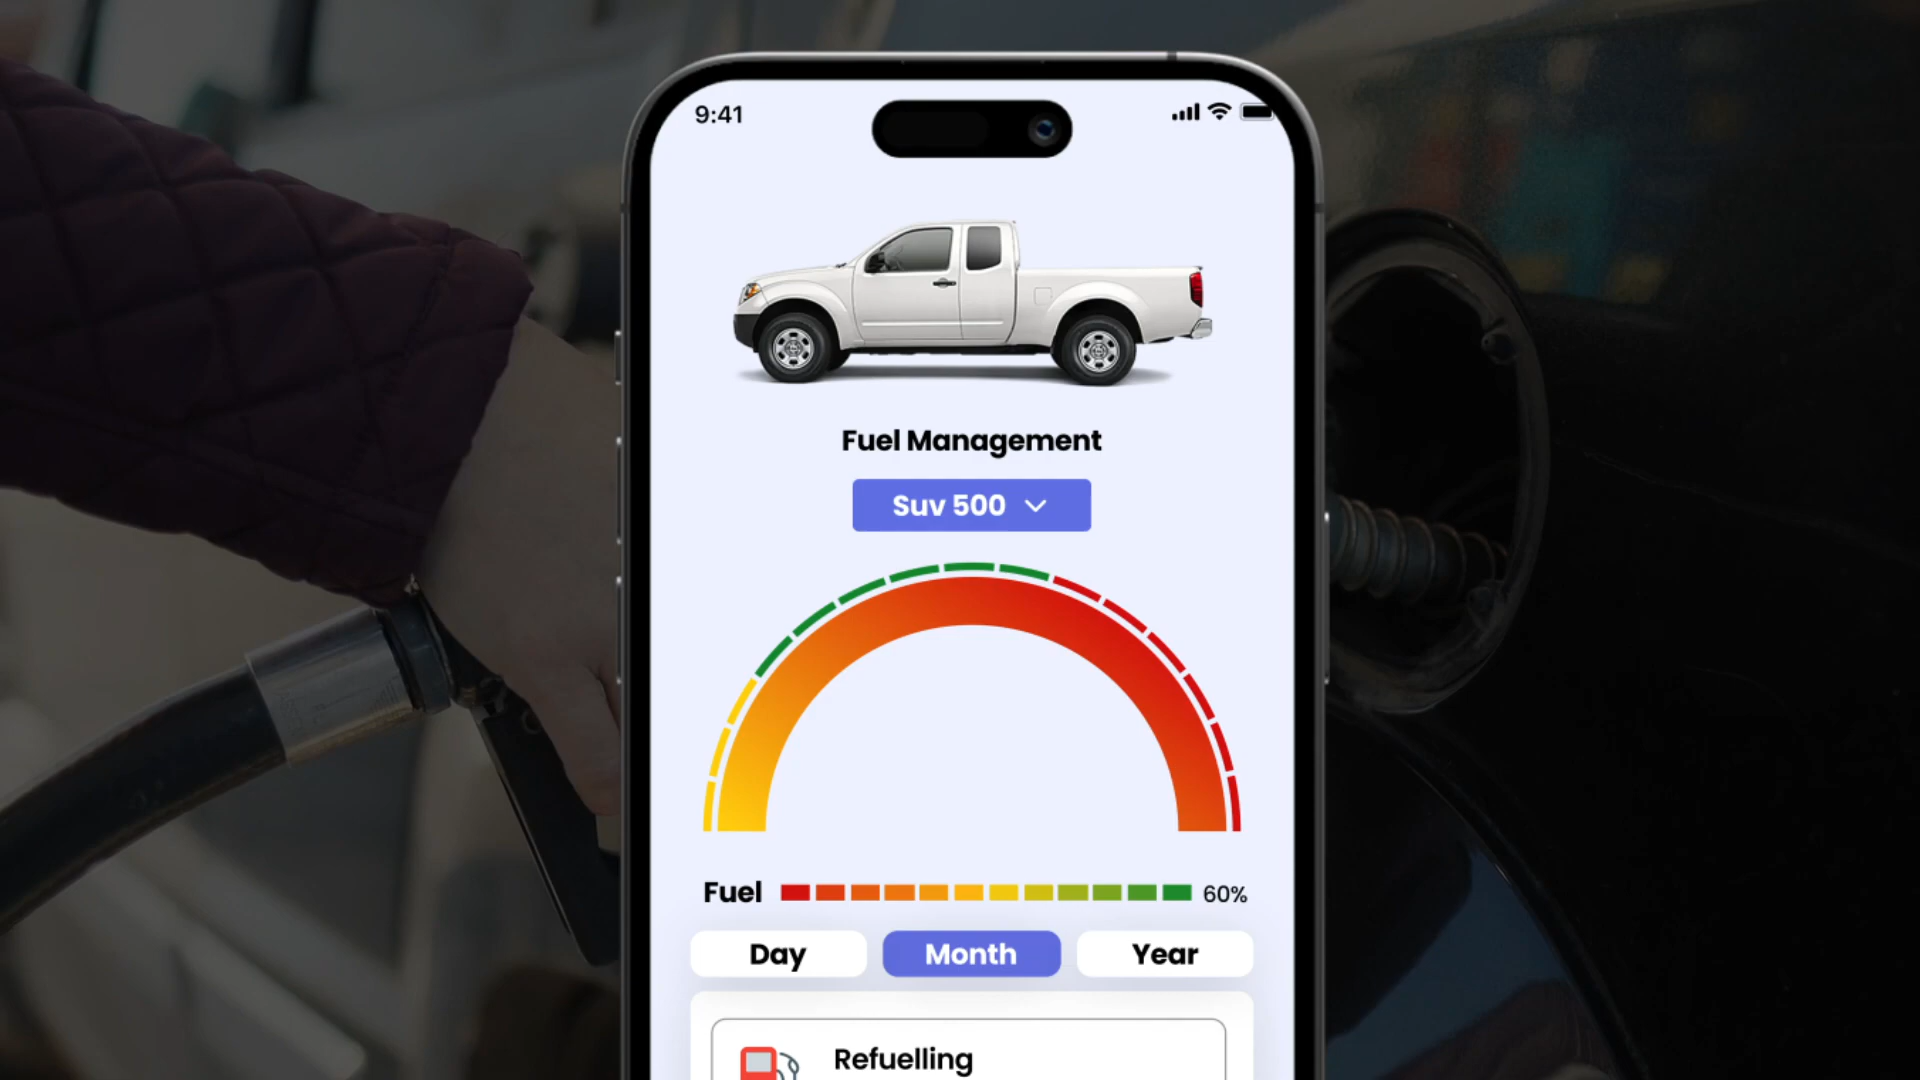 9:41
Fuel Management
Suv 500
Fuel 60%
Day Month Year
Refuelling